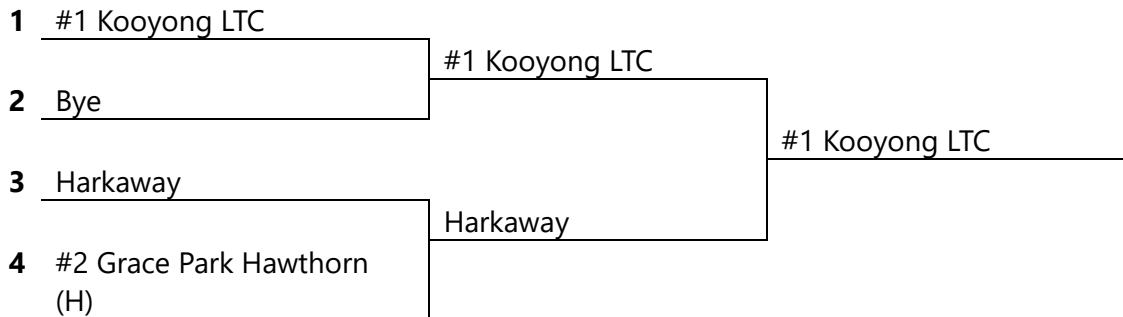 1 #1 Kooyong LTC
#1 Kooyong LTC
2 Bye
#1 Kooyong LTC
3 Harkaway
Harkaway
4 #2 Grace Park Hawthorn
(H)